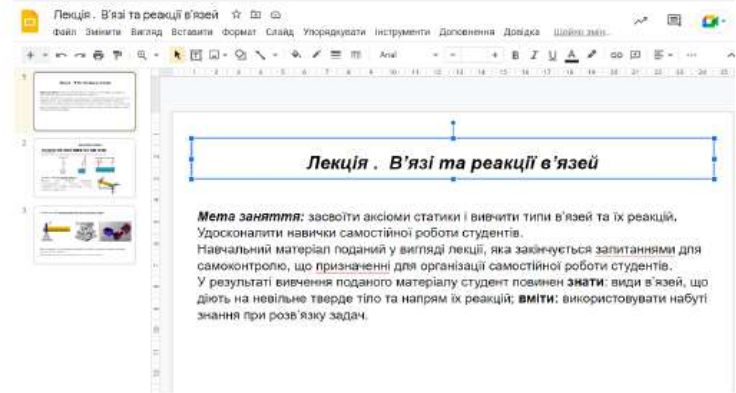 Лекція . В'язі та реакції в'язей
Файл Змінити Вигляд Вставити Формат Слайд Упорядкувати Інструменти Доповнення Довідка
Arial
B I U A
1
2
3
Лекція . В'язі та реакції в'язей
Мета заняття: засвоїти аксіоми статики і вивчити типи в'язей та їх реакцій.
Удосконалити навички самостійної роботи студентів.
Навчальний матеріал поданий у вигляді лекції, яка закінчується запитаннями для
самоконтролю, що призначенні для організації самостійної роботи студентів.
У результаті вивчення поданого матеріалу студент повинен знати: види в'язей, що
діють на невільне тверде тіло та напрям їх реакцій; вміти: використовувати набуті
знання при розв'язку задач.